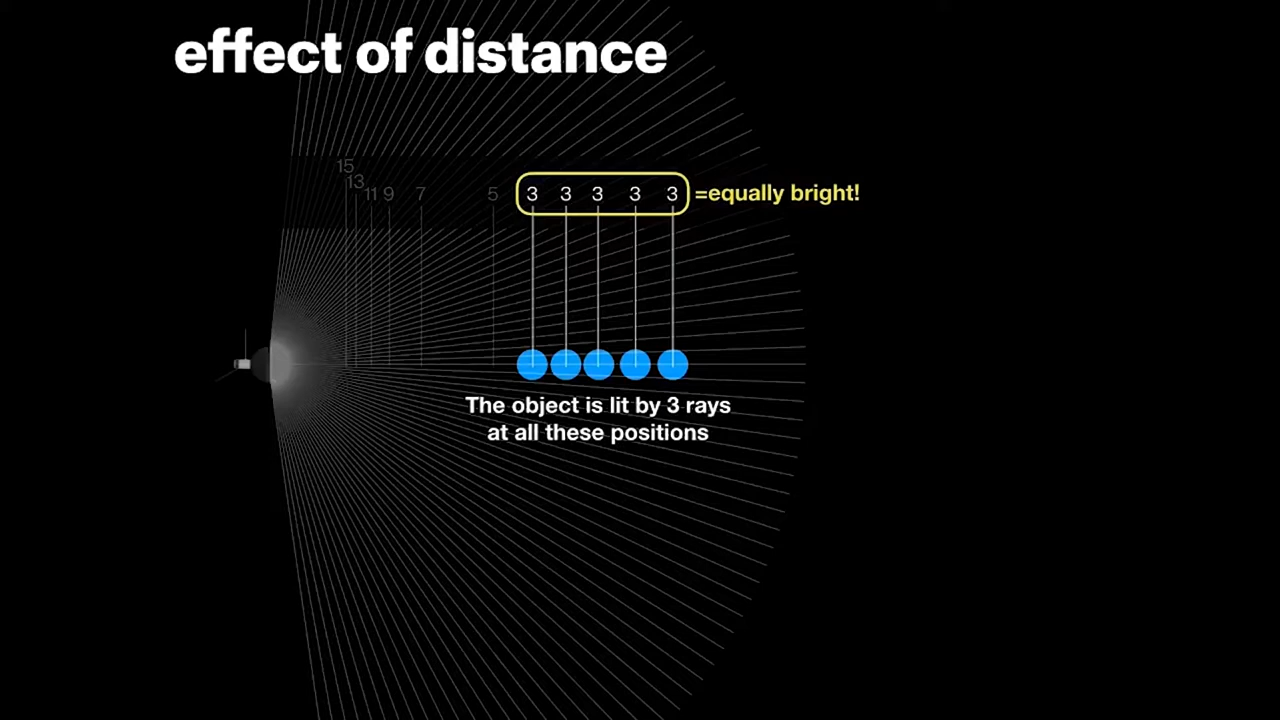 effect of distance
15
13
11 9 7 5 3 3 3 3 3 =equally bright!
The object is lit by 3 rays
at all these positions